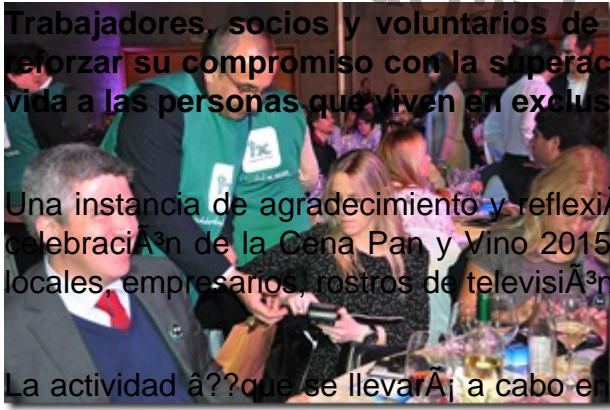 Trabajadores, socios y voluntarios de
reforzar su compromiso con la superac
vida a las personas que viven en exclus
Una instancia de agradecimiento y reflexiÃ
celebraciÃ³n de la Cena Pan y Vino 2015
locales, empresarios, rostros de televisiÃ³n
La actividad â??que se llevarÃ¡ a cabo en